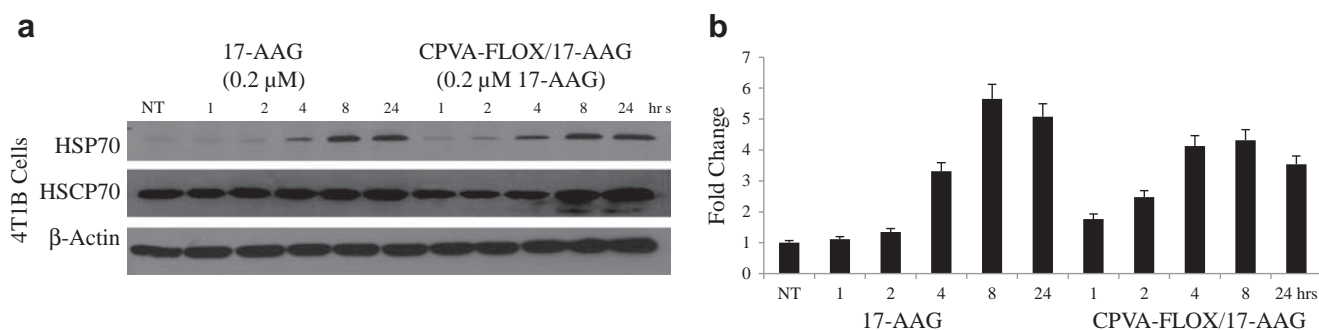 a
17-AAG
(0.2 µM)
CPVA-FLOX/17-AAG
(0.2 µM 17-AAG)
NT 1 2 4 8 24 1 2 4 8 24 hr s
4T1B Cells
HSP70
HSCP70
β-Actin
b
Fold Change
7
6
5
4
3
2
1
0
NT 1 2 4 8 24 1 2 4 8 24 hrs
17-AAG CPVA-FLOX/17-AAG